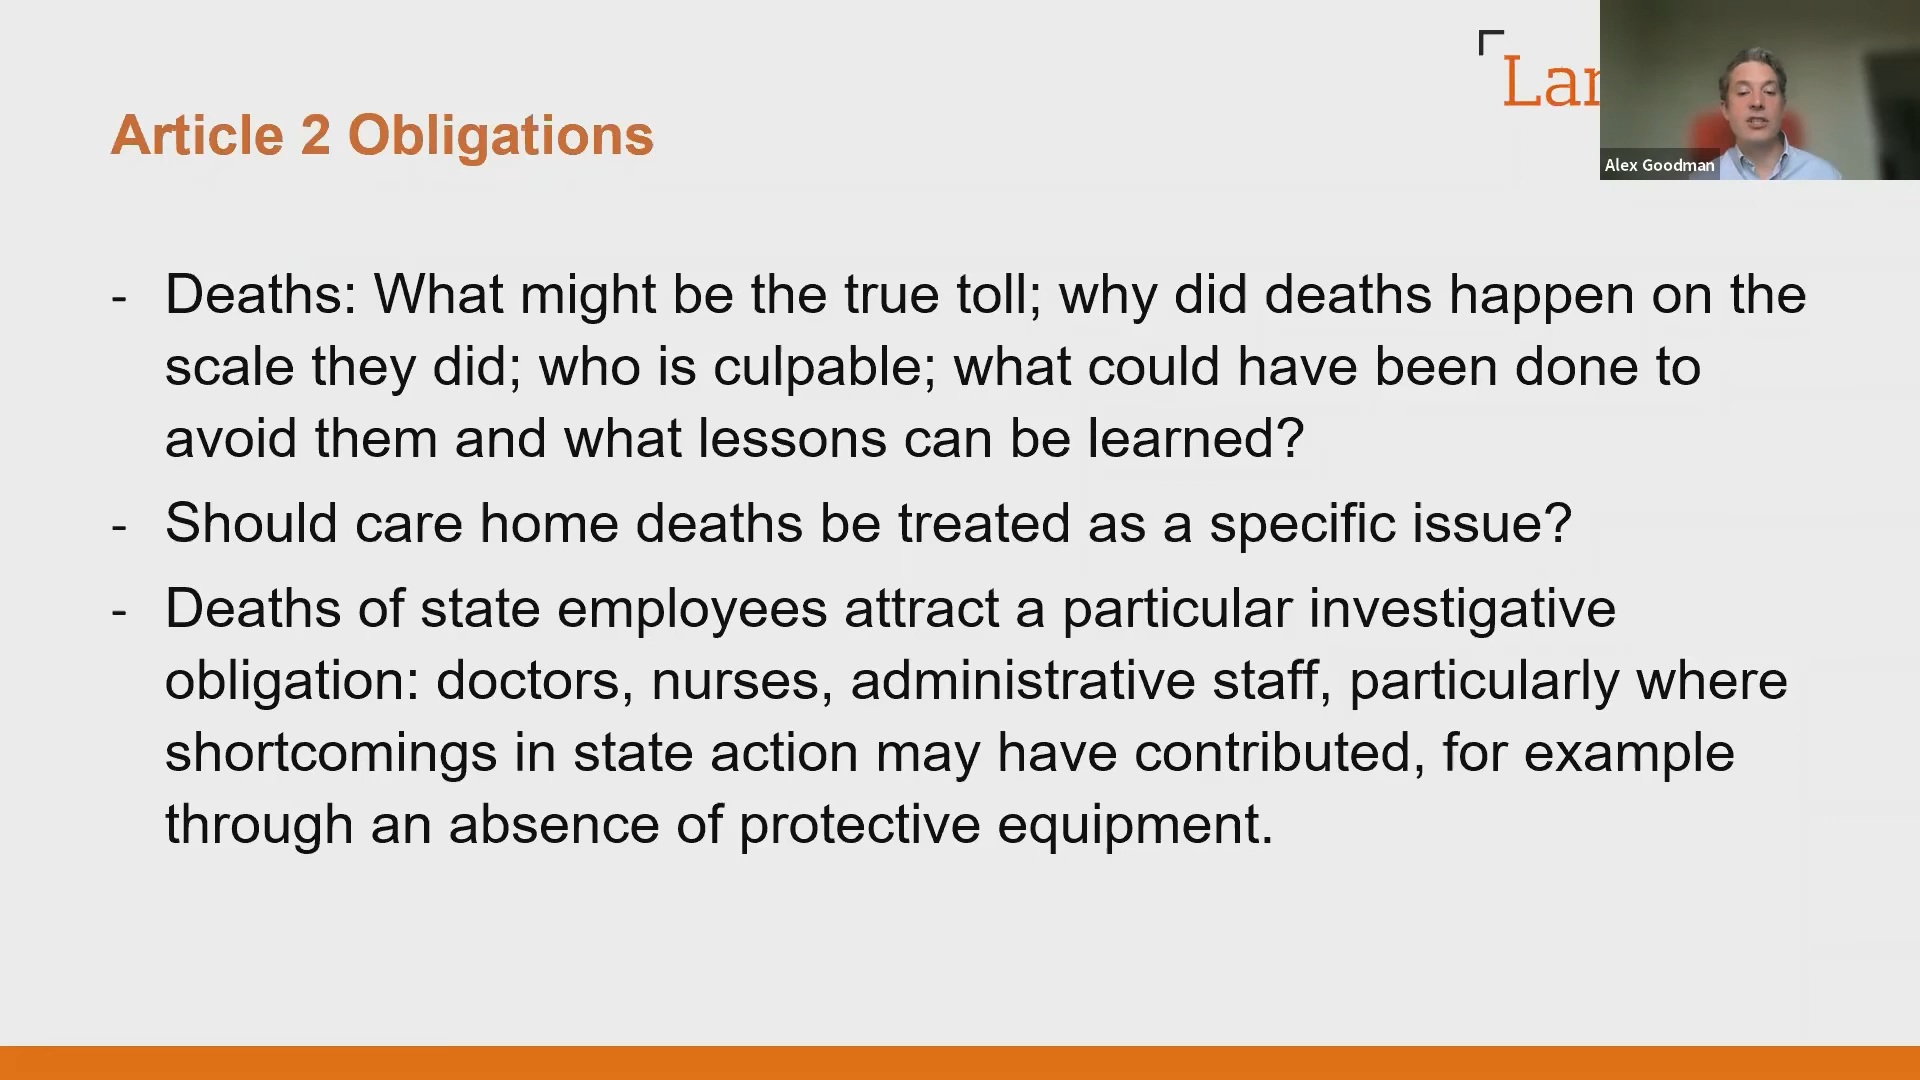 Lar
Alex Goodman
Article 2 Obligations
- Deaths: What might be the true toll; why did deaths happen on the
scale they did; who is culpable; what could have been done to
avoid them and what lessons can be learned?
- Should care home deaths be treated as a specific issue?
- Deaths of state employees attract a particular investigative
obligation: doctors, nurses, administrative staff, particularly where
shortcomings in state action may have contributed, for example
through an absence of protective equipment.